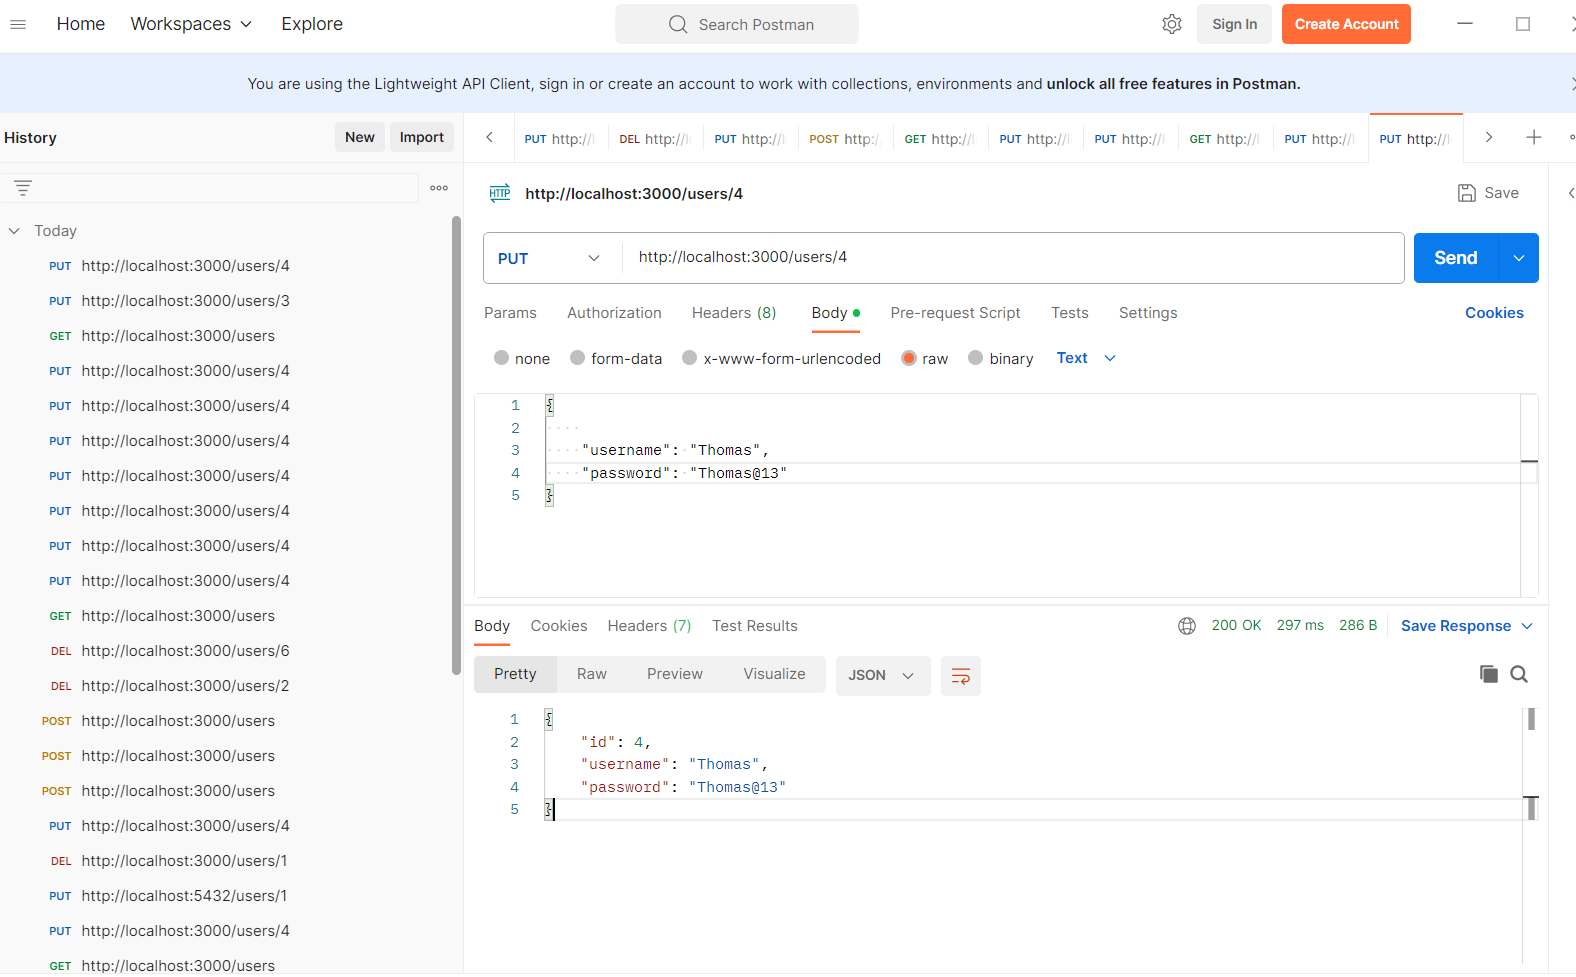 Home Workspaces Explore Search Postman Sign In Create Account
You are using the Lightweight API Client, sign in or create an account to work with collections, environments and unlock all free features in Postman.
History New Import
PUT http://l DEL http://l PUT http://l POST http:/ GET http://l PUT http://l PUT http://l GET http://l PUT http://l PUT http://l
HTTP http://localhost:3000/users/4 Save
Today
PUT http://localhost:3000/users/4
PUT http://localhost:3000/users/3
GET http://localhost:3000/users
PUT http://localhost:3000/users/4
PUT http://localhost:3000/users/4
PUT http://localhost:3000/users/4
PUT http://localhost:3000/users/4
PUT http://localhost:3000/users/4
PUT http://localhost:3000/users/4
PUT http://localhost:3000/users/4
GET http://localhost:3000/users
DEL http://localhost:3000/users/6
DEL http://localhost:3000/users/2
POST http://localhost:3000/users
POST http://localhost:3000/users
POST http://localhost:3000/users
PUT http://localhost:3000/users/4
DEL http://localhost:3000/users/1
PUT http://localhost:5432/users/1
PUT http://localhost:3000/users/4
GET http://localhost:3000/users
PUT http://localhost:3000/users/4 Send
Params Authorization Headers (8) Body Pre-request Script Tests Settings Cookies
none form-data x-www-form-urlencoded raw binary Text
1 {
2
3 "username": "Thomas",
4 "password": "Thomas@13"
5 }
Body Cookies Headers (7) Test Results 200 OK 297 ms 286 B Save Response
Pretty Raw Preview Visualize JSON
1 {
2 "id": 4,
3 "username": "Thomas",
4 "password": "Thomas@13"
5 }